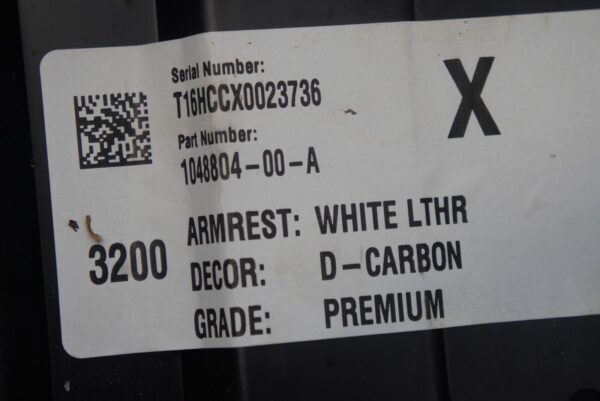 Serial Number:
T16HCCX0023736
Part Number:
1048804-00-A
X
3200
ARMREST: WHITE LTHR
DECOR: D-CARBON
GRADE: PREMIUM